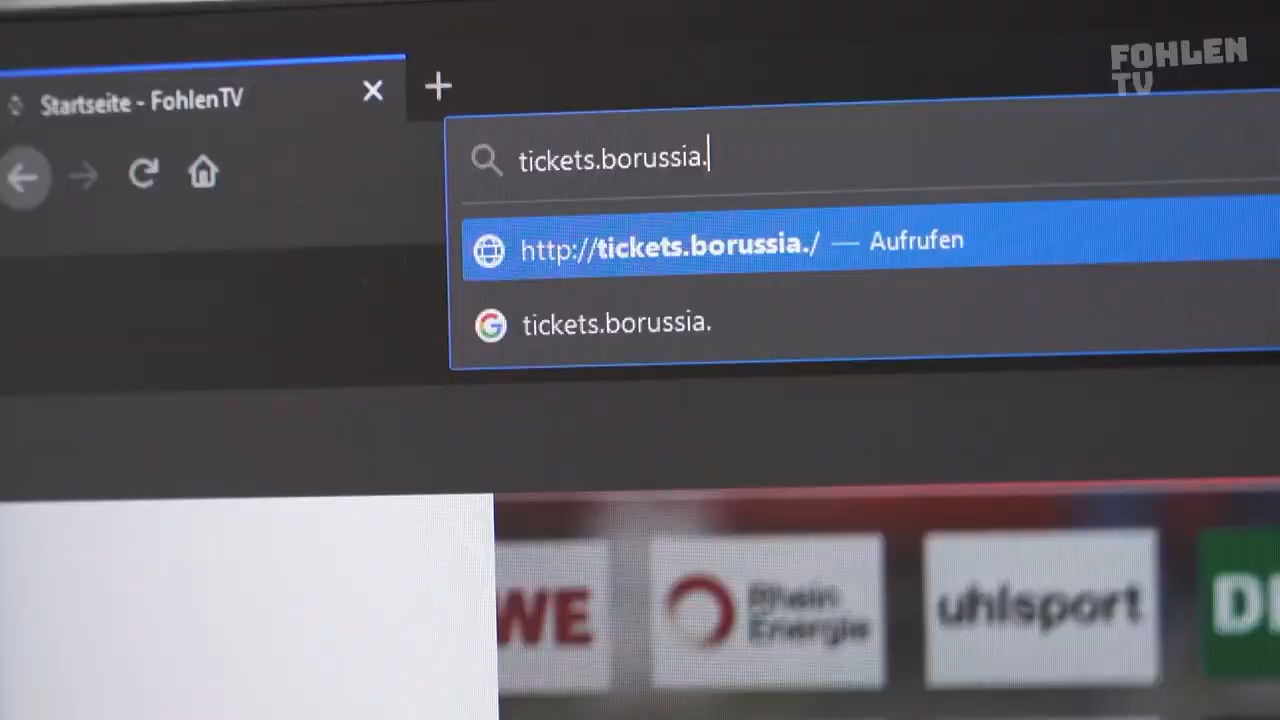 FOHLEN
TV
Startseite - FohlenTV
tickets.borussia.
http://tickets.borussia./ — Aufrufen
tickets.borussia.
WE
Rhein
Energie
uhlsport